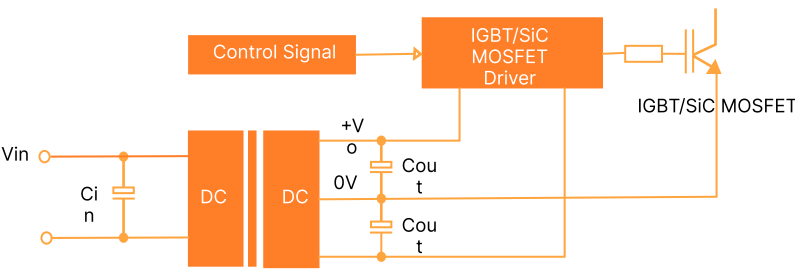 Control Signal
IGBT/SiC
MOSFET
Driver
IGBT/SiC MOSFET
+V
o
Vin
Cou
t
0V
Ci
n
DC
DC
Cou
t